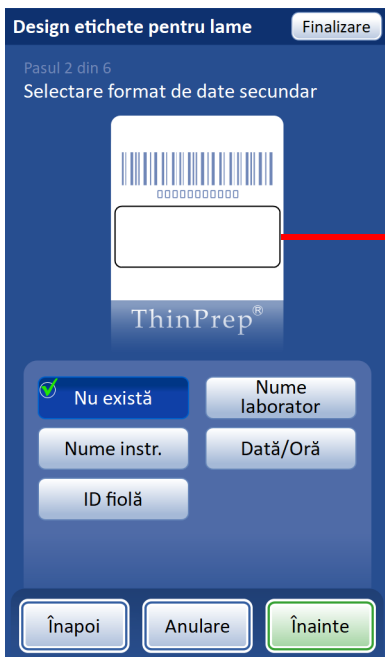 Design etichete pentru lame
Finalizare
Pasul 2 din 6
Selectare format de date secundar
00000000000
ThinPrep®
Nu există
Nume
laborator
Nume instr.
Dată/Oră
ID fiolă
Înapoi
Anulare
Înainte